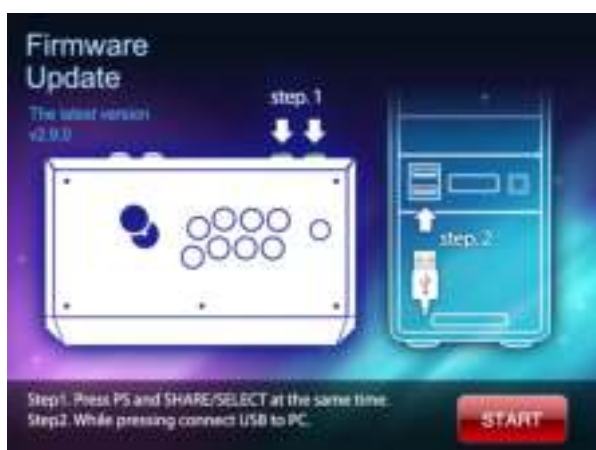 Firmware
Update
The latest version
v2.9.0
step. 1
step. 2
Step1. Press PS and SHARE/SELECT at the same time.
Step2. While pressing connect USB to PC.
START